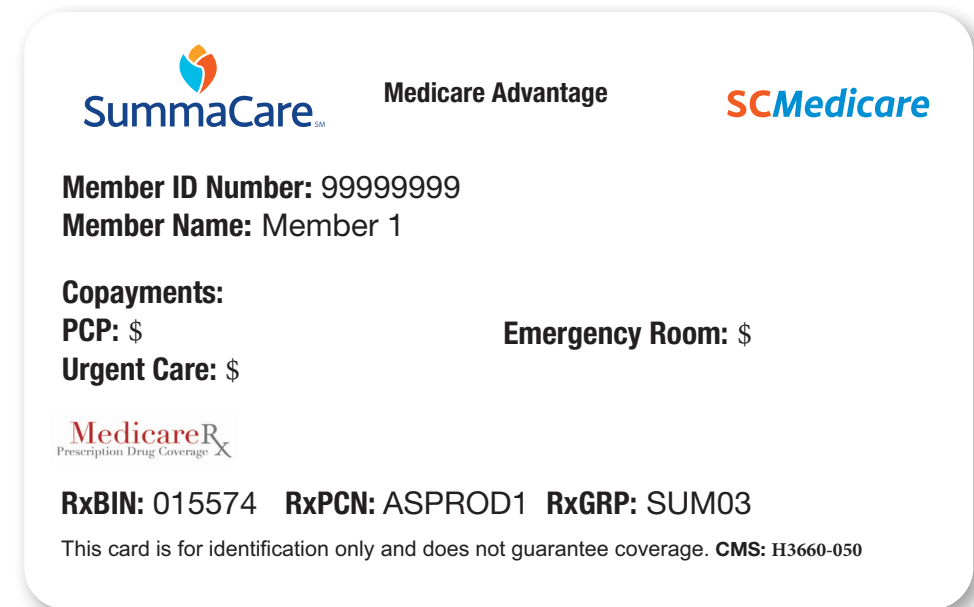 SummaCare SM
Medicare Advantage
SCMedicare
Member ID Number: 99999999
Member Name: Member 1
Copayments:
PCP: $
Emergency Room: $
Urgent Care: $
MedicareRx
Prescription Drug Coverage
RxBIN: 015574 RxPCN: ASPROD1 RxGRP: SUM03
This card is for identification only and does not guarantee coverage. CMS: H3660-050